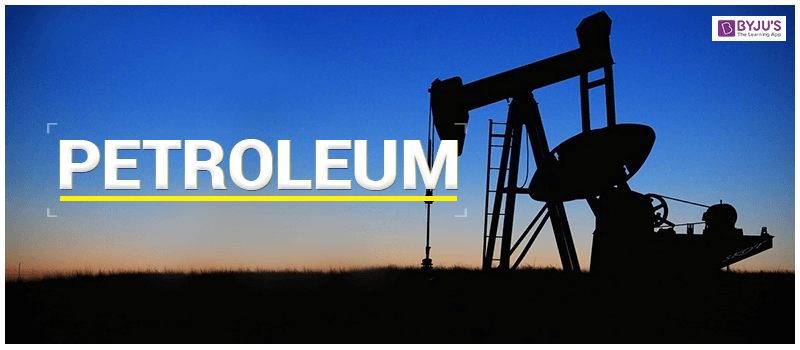 BYJU'S
The Learning App
PETROLEUM